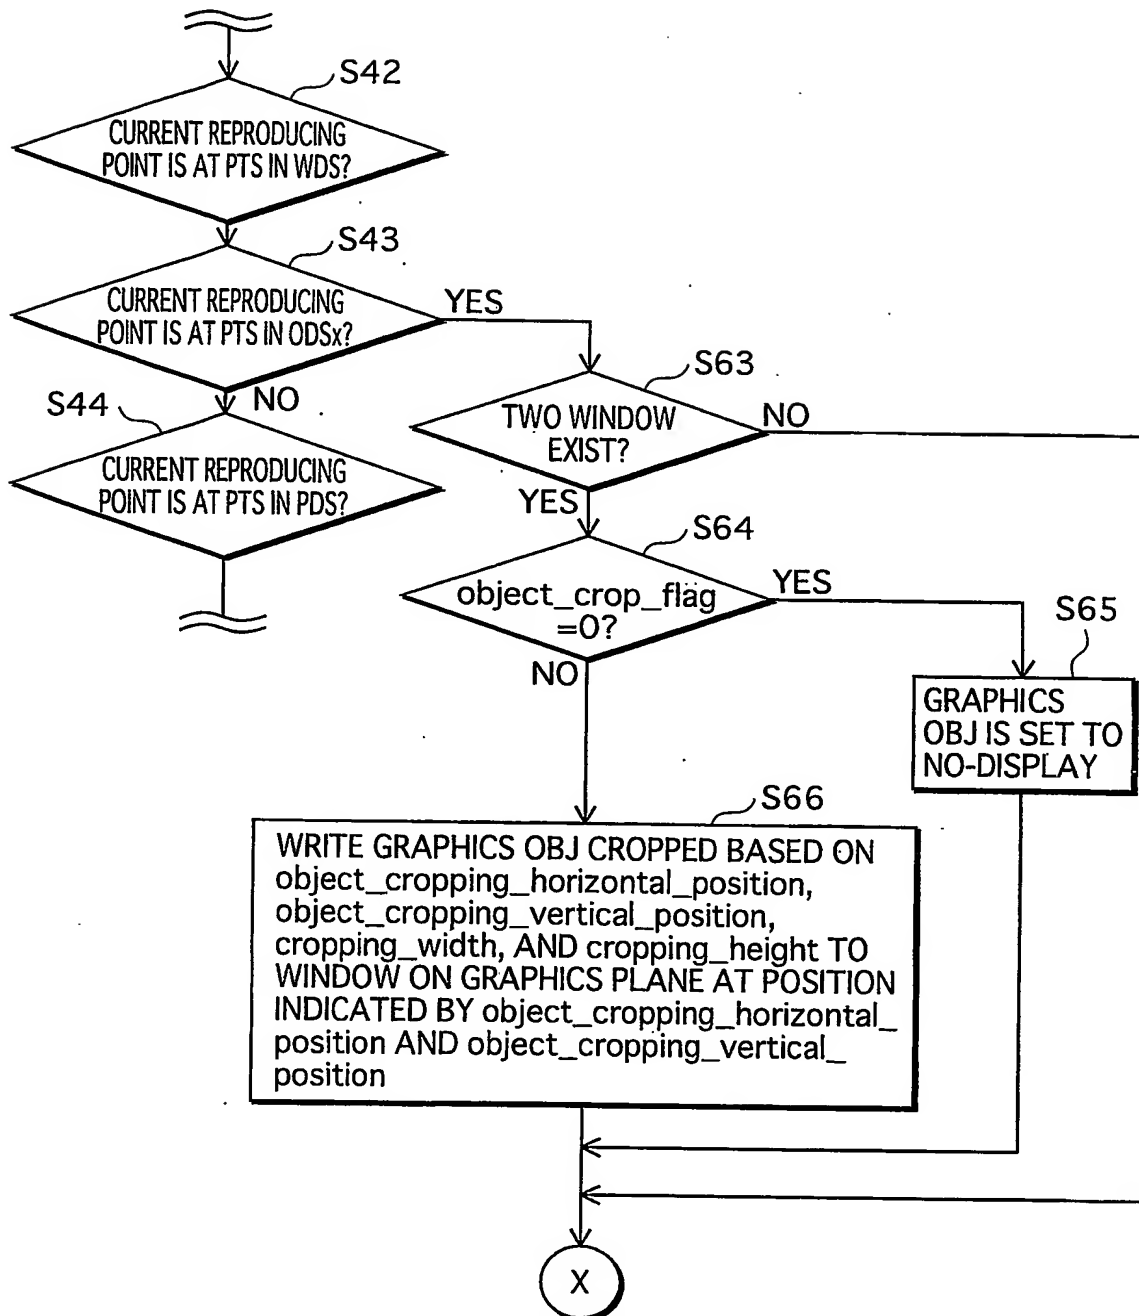 S42
CURRENT REPRODUCING
POINT IS AT PTS IN WDS?
S43
CURRENT REPRODUCING
POINT IS AT PTS IN ODSx?
YES
NO
S44
CURRENT REPRODUCING
POINT IS AT PTS IN PDS?
S63
TWO WINDOW
EXIST?
NO
YES
S64
object_crop_flag
=0?
YES
NO
S65
GRAPHICS
OBJ IS SET TO
NO-DISPLAY
S66
WRITE GRAPHICS OBJ CROPPED BASED ON
object_cropping_horizontal_position,
object_cropping_vertical_position,
cropping_width, AND cropping_height TO
WINDOW ON GRAPHICS PLANE AT POSITION
INDICATED BY object_cropping_horizontal_
position AND object_cropping_vertical_
position
X